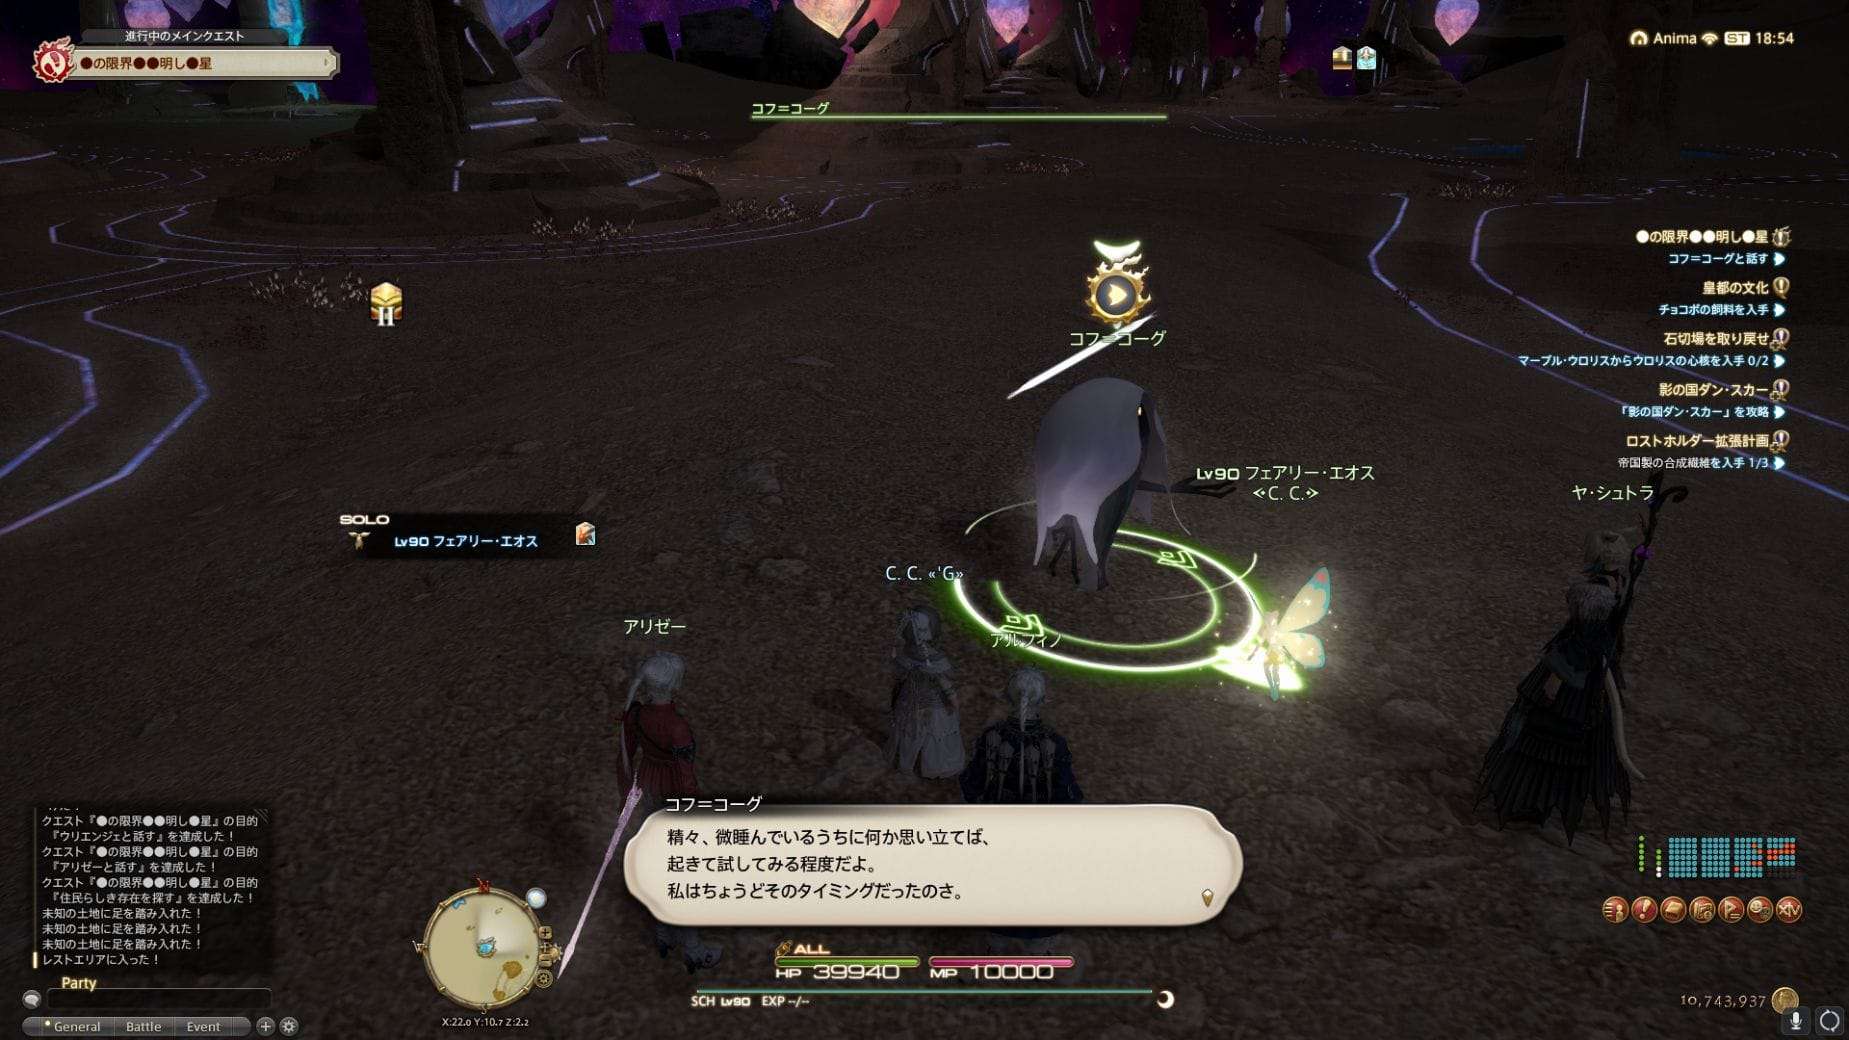 進行中のメインクエスト
●の限界●●明し●星
Anima ST 18:54
コフ＝コーグ
●の限界●●明し●星
コフ＝コーグと話す
皇都の文化
チョコボの飼料を入手
石切場を取り戻せ
マーブル・ウロリスからウロリスの心核を入手 0/2
影の国ダン・スカー
「影の国ダン・スカー」を攻略
ロストホルダー拡張計画
帝国製の合成繊維を入手 1/3
H
コフ＝コーグ
Lv90 フェアリー・エオス
<C. C.>
ヤ・シュトラ
SOLO
Lv90 フェアリー・エオス
C. C. «'G»
アリゼー
アルフィノ
コフ＝コーグ
精々、微睡んでいるうちに何か思い立てば、
起きて試してみる程度だよ。
私はちょうどそのタイミングだったのさ。
クエスト『●の限界●●明し●星』の目的
『ウリエンジェと話す』を達成した！
クエスト『●の限界●●明し●星』の目的
『アリゼーと話す』を達成した！
クエスト『●の限界●●明し●星』の目的
『住民らしき存在を探す』を達成した！
未知の土地に足を踏み入れた！
未知の土地に足を踏み入れた！
未知の土地に足を踏み入れた！
レストエリアに入った！
Party
General Battle Event
N
W
S
X:22.0 Y:10.7 Z:2.2
ALL
HP 39940 MP 10000
SCH Lv90 EXP --/--
XIV
10,743,937